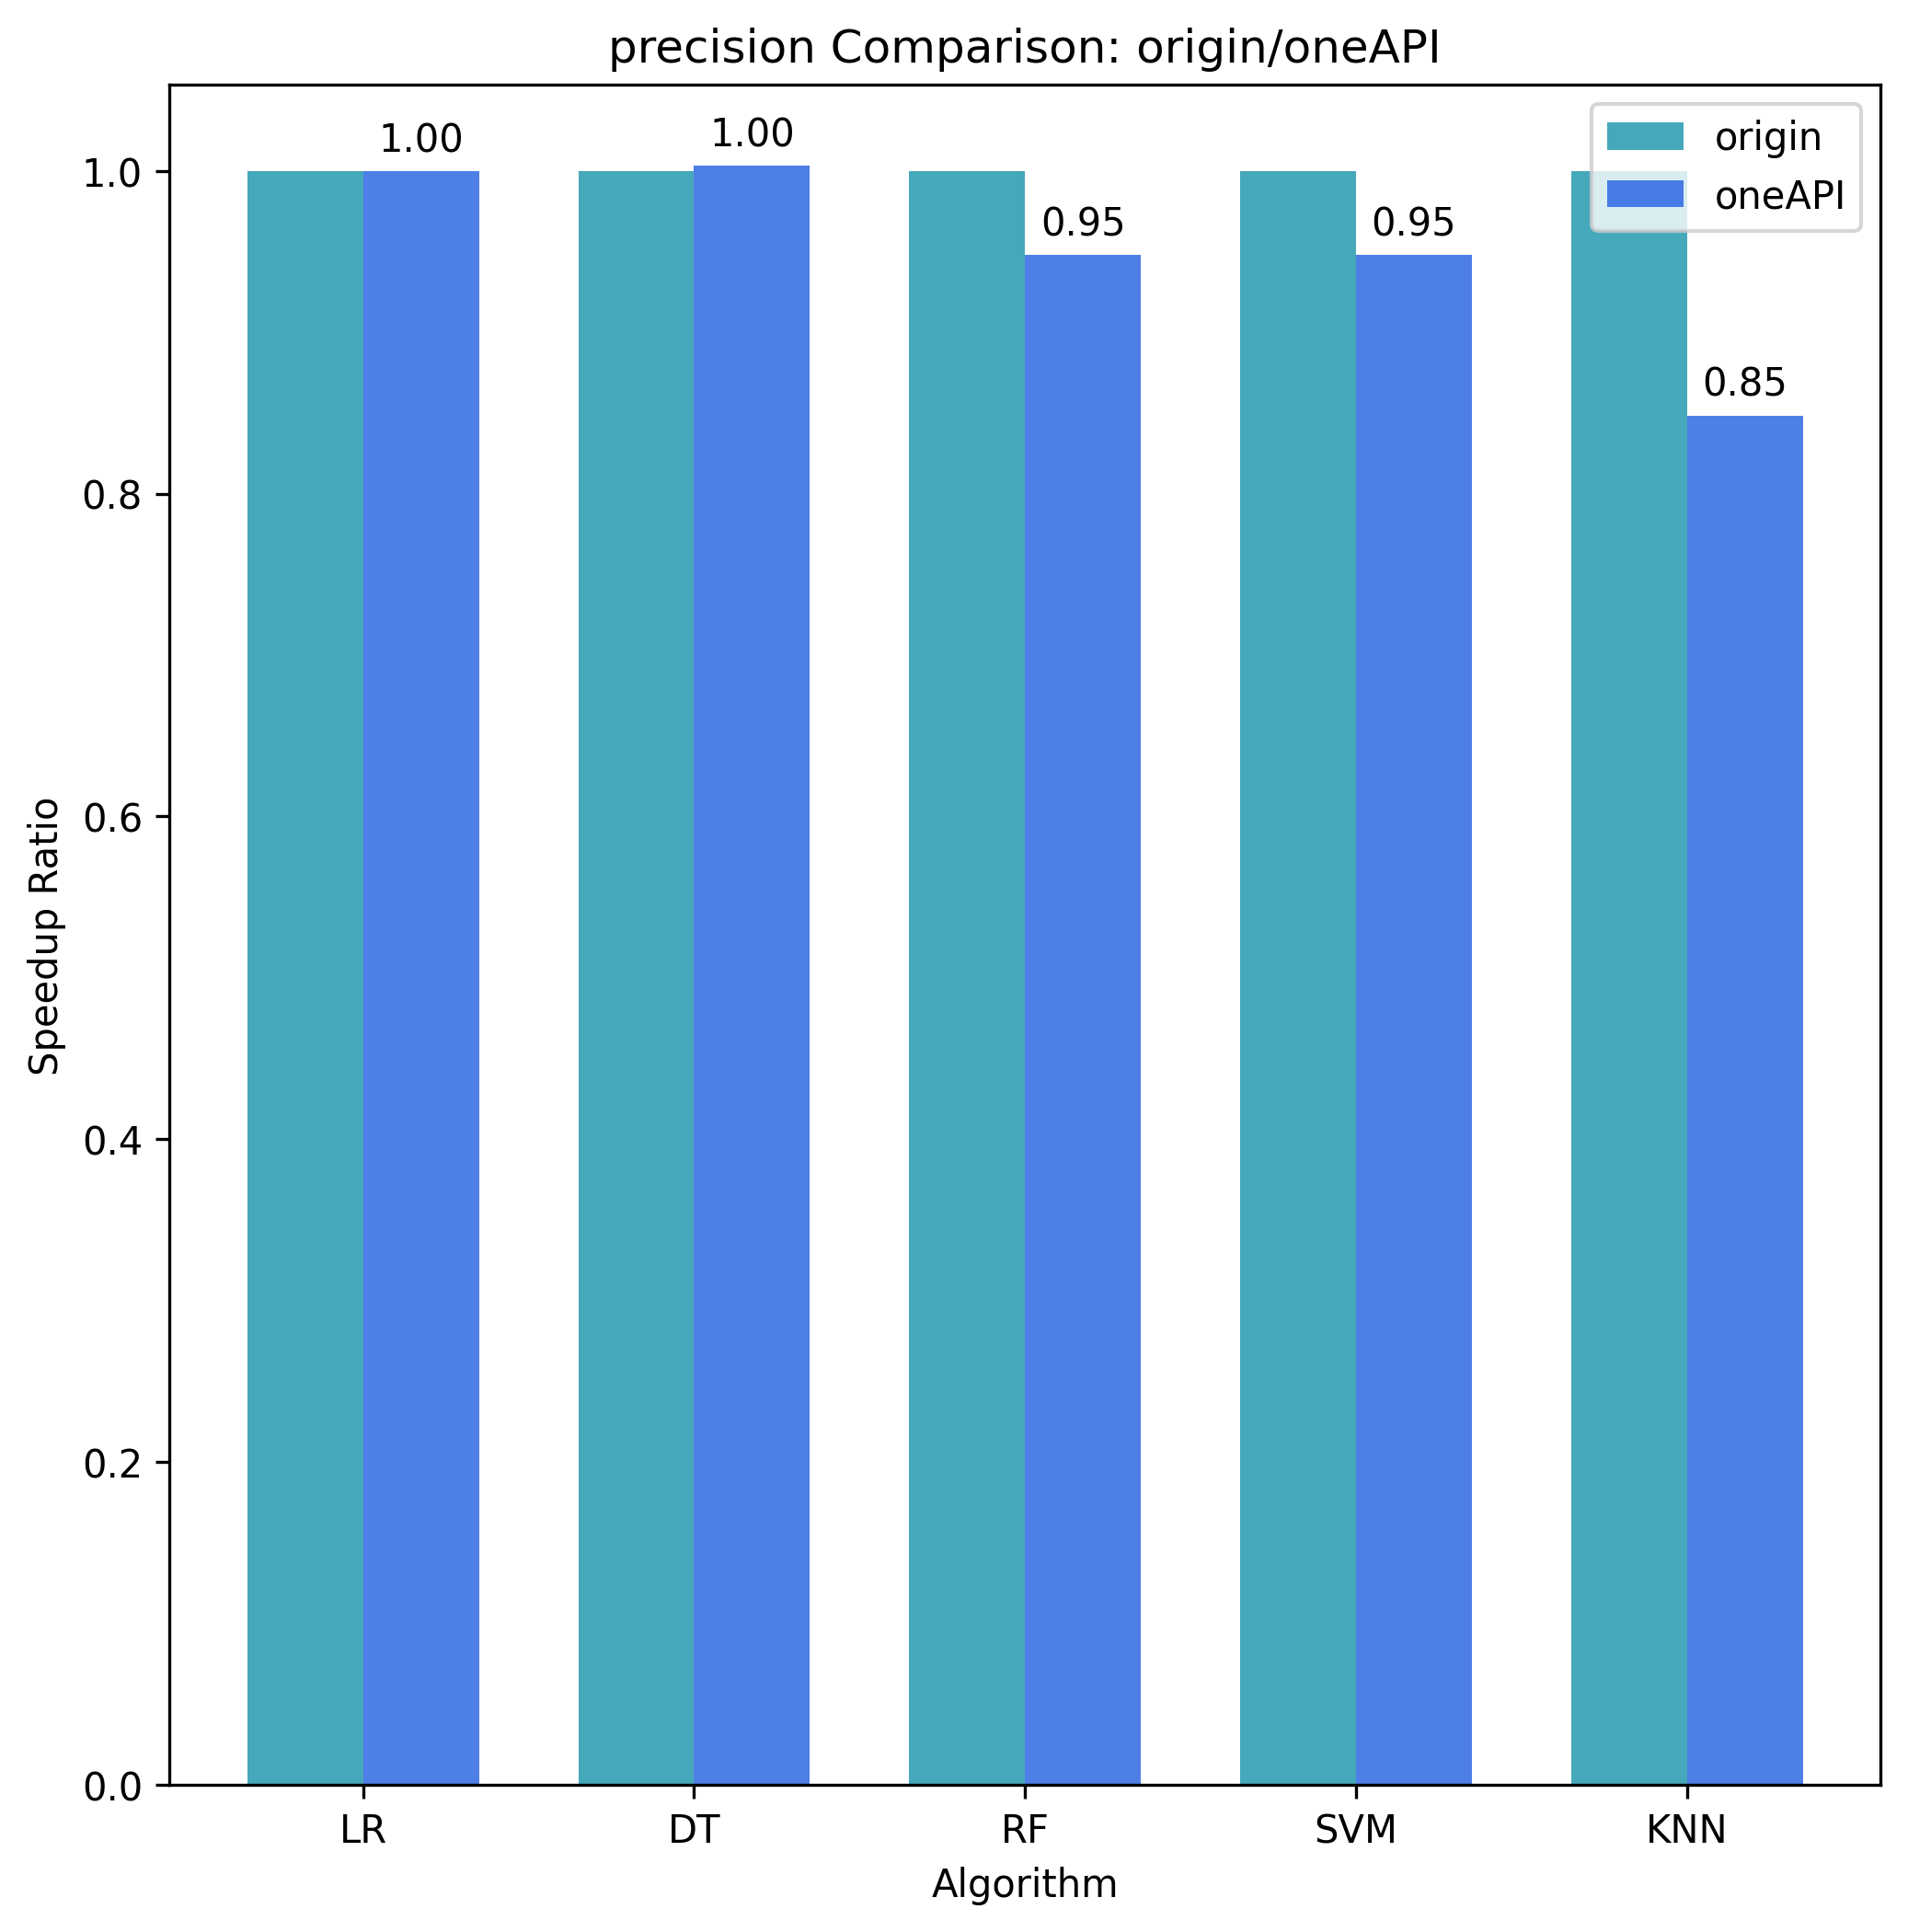 precision Comparison: origin/oneAPI
origin
oneAPI
1.00
1.00
0.95
0.95
0.85
1.0
0.8
0.6
0.4
0.2
0.0
Speedup Ratio
LR
DT
RF
SVM
KNN
Algorithm